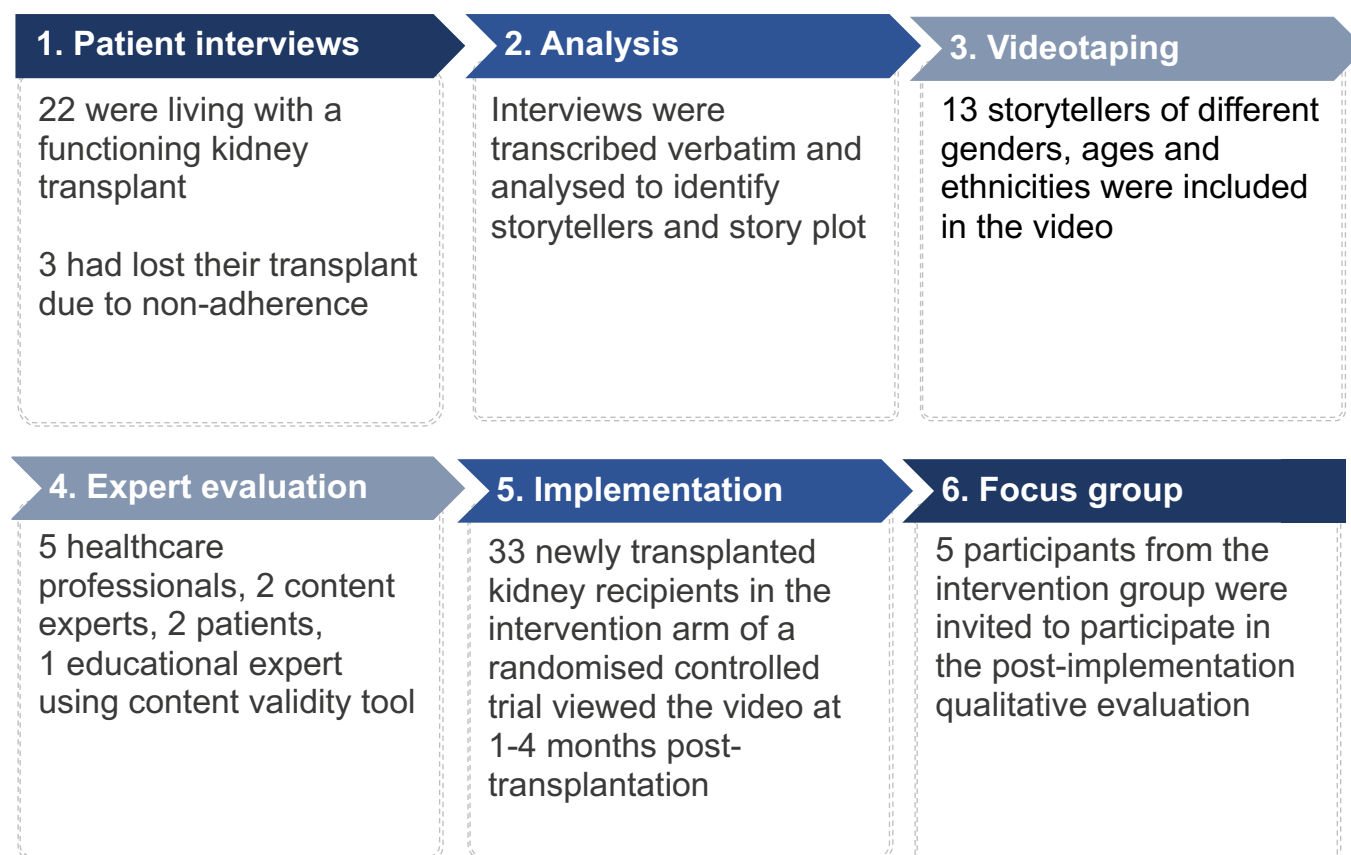 1. Patient interviews
22 were living with a
functioning kidney
transplant
3 had lost their transplant
due to non-adherence
2. Analysis
Interviews were
transcribed verbatim and
analysed to identify
storytellers and story plot
3. Videotaping
13 storytellers of different
genders, ages and
ethnicities were included
in the video
4. Expert evaluation
5 healthcare
professionals, 2 content
experts, 2 patients,
1 educational expert
using content validity tool
5. Implementation
33 newly transplanted
kidney recipients in the
intervention arm of a
randomised controlled
trial viewed the video at
1-4 months post-
transplantation
6. Focus group
5 participants from the
intervention group were
invited to participate in
the post-implementation
qualitative evaluation